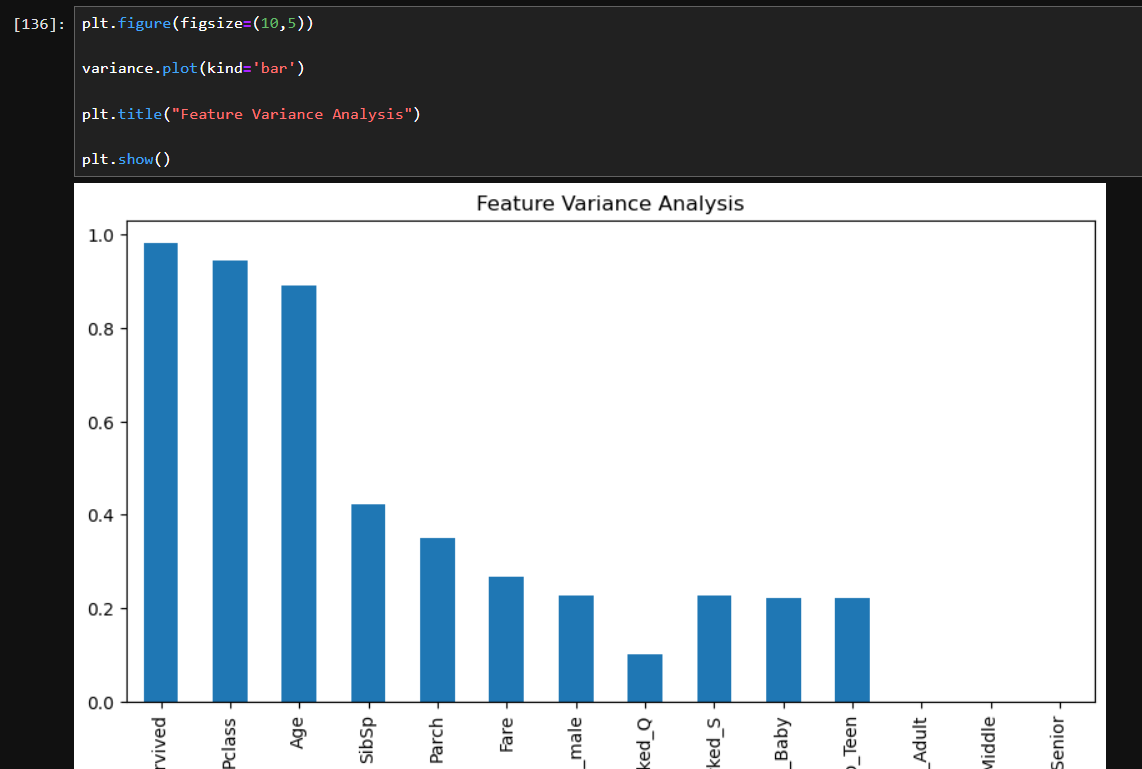 [136]: plt.figure(figsize=(10,5))
variance.plot(kind='bar')
plt.title("Feature Variance Analysis")
plt.show()
Feature Variance Analysis
1.0
0.8
0.6
0.4
0.2
0.0
rvived
Pclass
Age
SibSp
Parch
Fare
_male
ked_Q
ked_S
_Baby
_Teen
_Adult
Middle
Senior